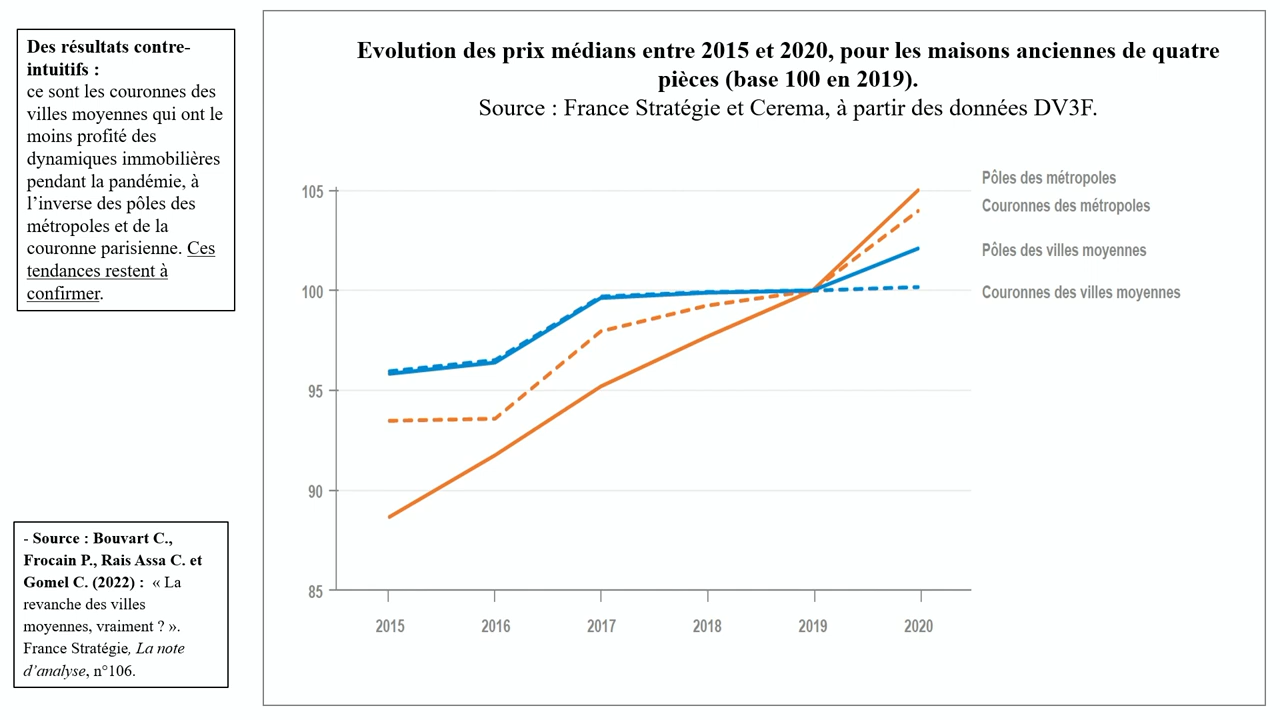 Des résultats contre-
intuitifs :
ce sont les couronnes des
villes moyennes qui ont le
moins profité des
dynamiques immobilières
pendant la pandémie, à
l’inverse des pôles des
métropoles et de la
couronne parisienne. Ces
tendances restent à
confirmer.
- Source : Bouvart C.,
Frocain P., Rais Assa C. et
Gomel C. (2022) : « La
revanche des villes
moyennes, vraiment ? ».
France Stratégie, La note
d’analyse, n°106.
Evolution des prix médians entre 2015 et 2020, pour les maisons anciennes de quatre
pièces (base 100 en 2019).
Source : France Stratégie et Cerema, à partir des données DV3F.
105
100
95
90
85
2015 2016 2017 2018 2019 2020
Pôles des métropoles
Couronnes des métropoles
Pôles des villes moyennes
Couronnes des villes moyennes